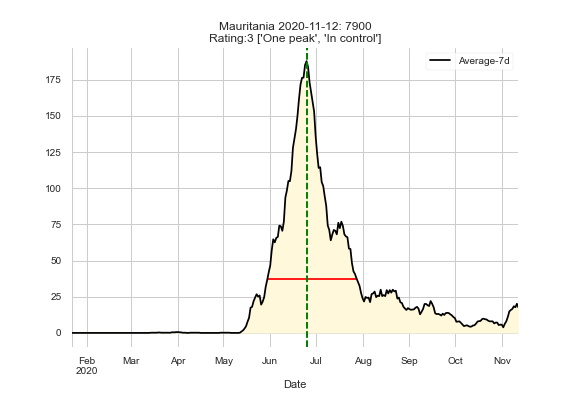 Mauritania 2020-11-12: 7900
Rating:3 ['One peak', 'In control']
Average-7d
175
150
125
100
75
50
25
0
Feb Mar Apr May Jun Jul Aug Sep Oct Nov
2020
Date